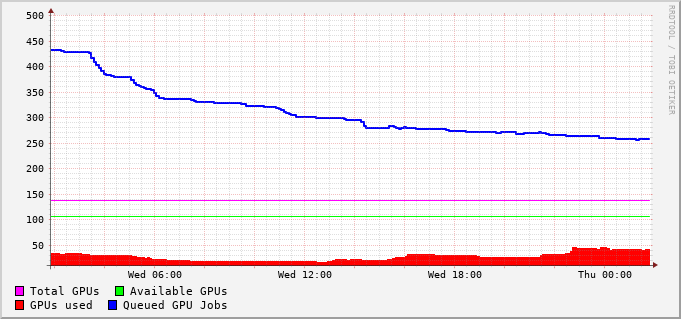 500
450
400
350
300
250
200
150
100
50
Wed 06:00 Wed 12:00 Wed 18:00 Thu 00:00
Total GPUs Available GPUs
GPUs used Queued GPU Jobs
RRDTOOL / TOBI OETIKER